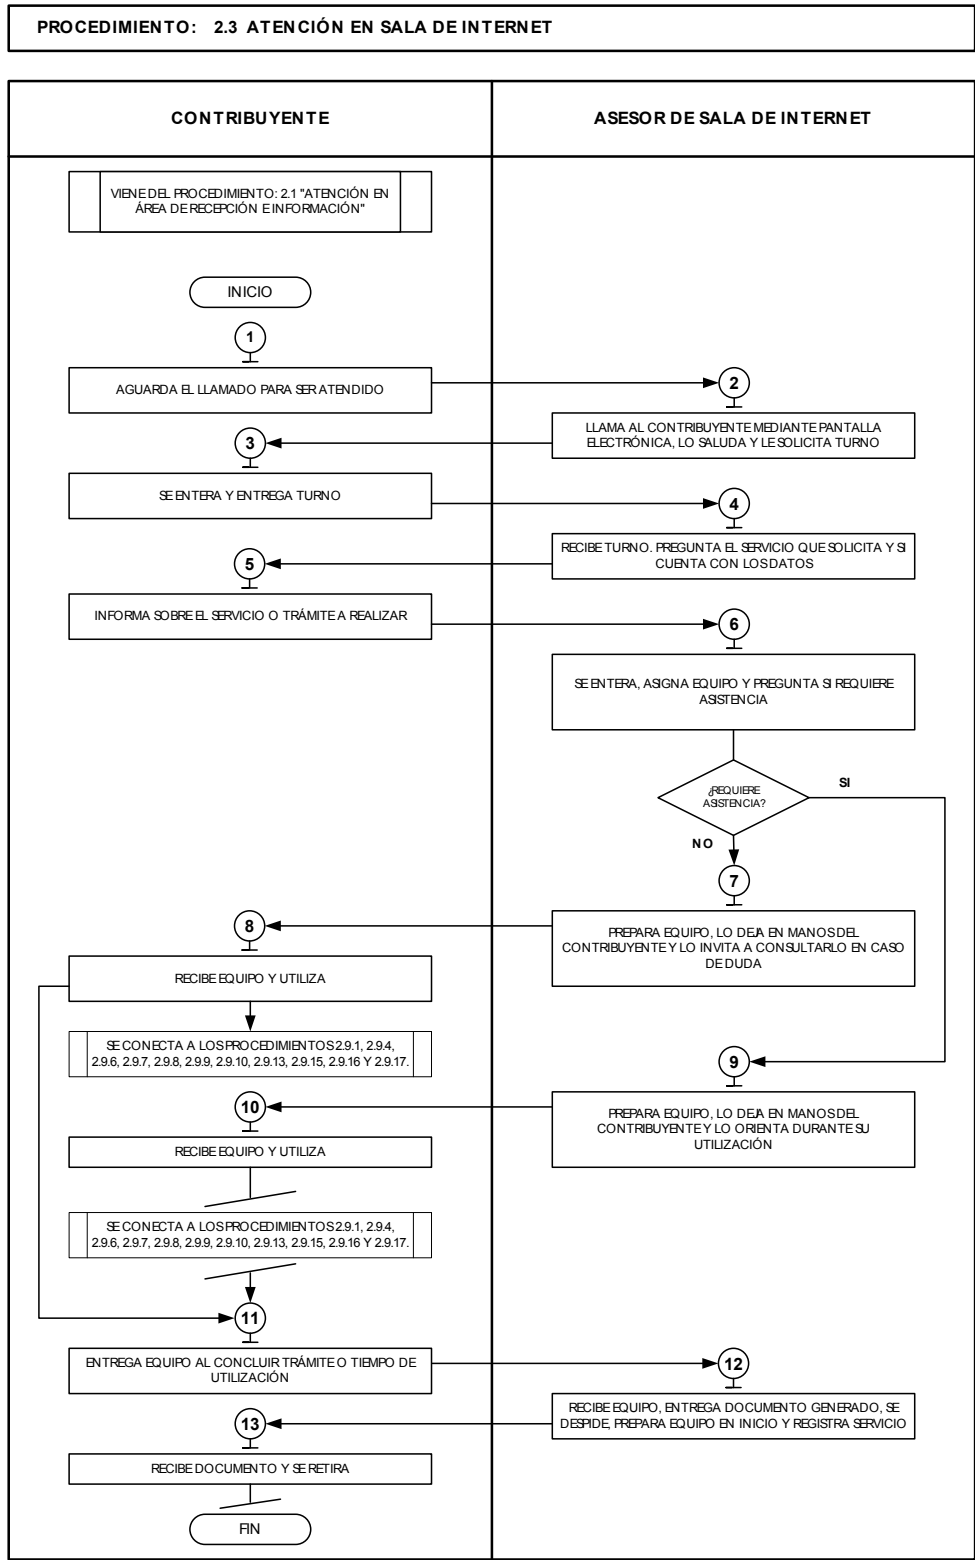 PROCEDIMIENTO: 2.3 ATENCIÓN EN SALA DE INTERNET
CONTRIBUYENTE
ASESOR DE SALA DE INTERNET
VIENE DEL PROCEDIMIENTO: 2.1 "ATENCIÓN EN
ÁREA DE RECEPCIÓN E INFORMACIÓN"
INICIO
1
AGUARDA EL LLAMADO PARA SER ATENDIDO
2
LLAMA AL CONTRIBUYENTE MEDIANTE PANTALLA
ELECTRÓNICA, LO SALUDA Y LE SOLICITA TURNO
3
SE ENTERA Y ENTREGA TURNO
4
RECIBE TURNO. PREGUNTA EL SERVICIO QUE SOLICITA Y SI
CUENTA CON LOS DATOS
5
INFORMA SOBRE EL SERVICIO O TRÁMITE A REALIZAR
6
SE ENTERA, ASIGNA EQUIPO Y PREGUNTA SI REQUIERE
ASISTENCIA
¿REQUIERE
ASISTENCIA?
SI
NO
7
PREPARA EQUIPO, LO DEJA EN MANOS DEL
CONTRIBUYENTE Y LO INVITA A CONSULTARLO EN CASO
DE DUDA
8
RECIBE EQUIPO Y UTILIZA
SE CONECTA A LOS PROCEDIMIENTOS 2.9.1, 2.9.4,
2.9.6, 2.9.7, 2.9.8, 2.9.9, 2.9.10, 2.9.13, 2.9.15, 2.9.16 Y 2.9.17.
9
PREPARA EQUIPO, LO DEJA EN MANOS DEL
CONTRIBUYENTE Y LO ORIENTA DURANTE SU
UTILIZACIÓN
10
RECIBE EQUIPO Y UTILIZA
SE CONECTA A LOS PROCEDIMIENTOS 2.9.1, 2.9.4,
2.9.6, 2.9.7, 2.9.8, 2.9.9, 2.9.10, 2.9.13, 2.9.15, 2.9.16 Y 2.9.17.
11
ENTREGA EQUIPO AL CONCLUIR TRÁMITE O TIEMPO DE
UTILIZACIÓN
12
RECIBE EQUIPO, ENTREGA DOCUMENTO GENERADO, SE
DESPIDE, PREPARA EQUIPO EN INICIO Y REGISTRA SERVICIO
13
RECIBE DOCUMENTO Y SE RETIRA
FIN